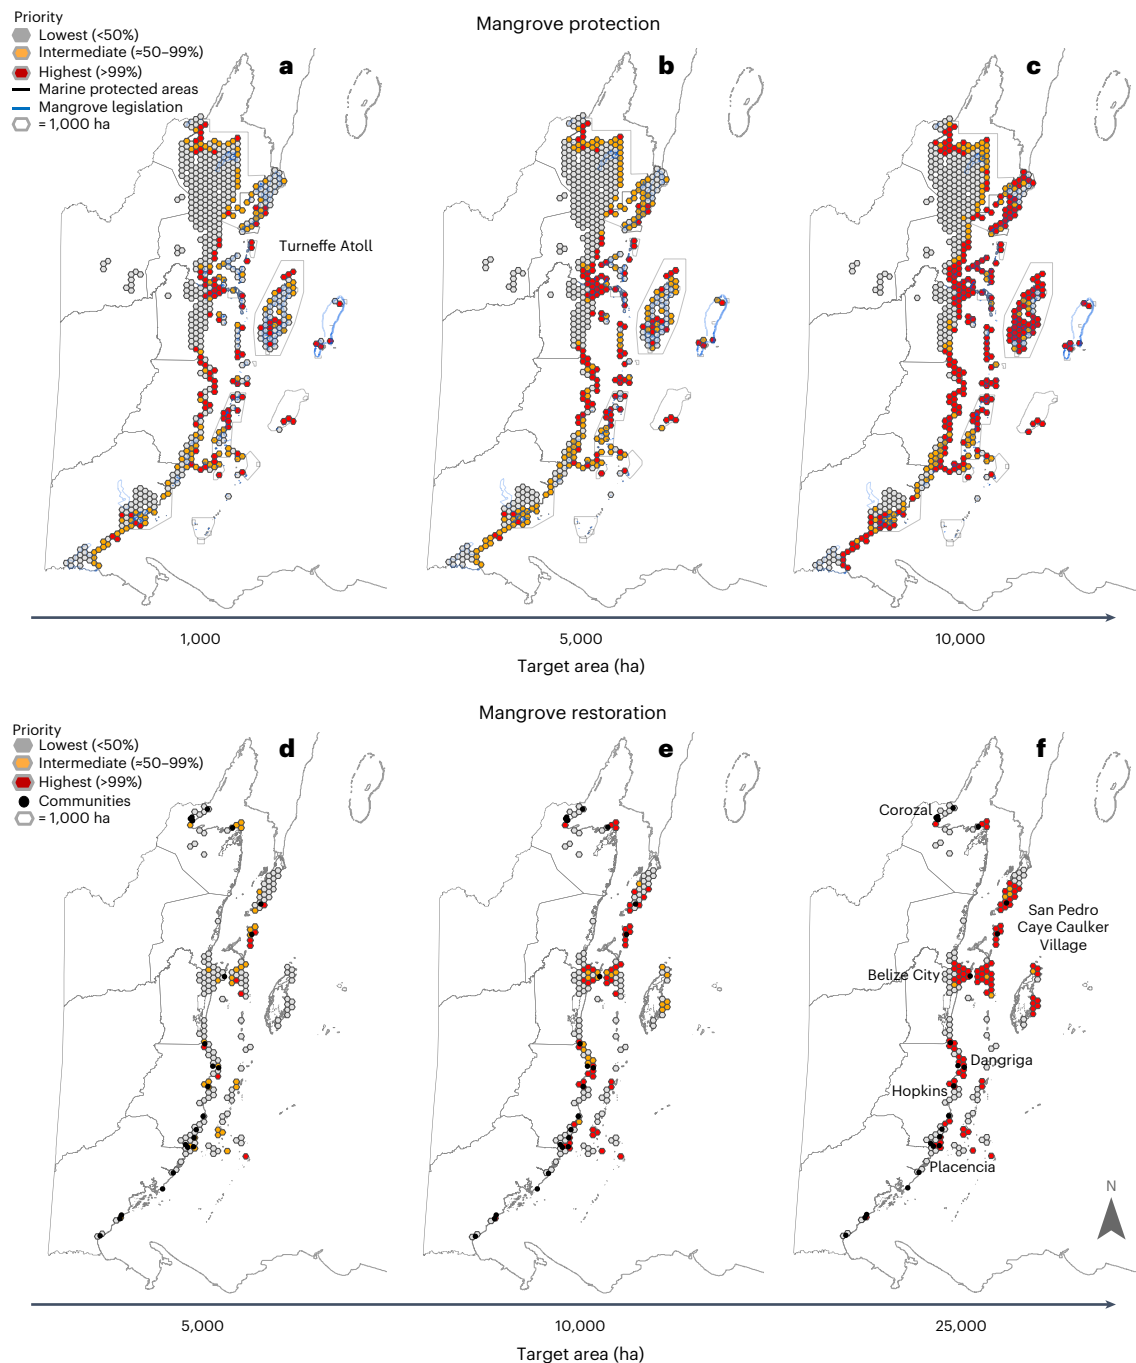 Mangrove protection
Priority
Lowest (<50%)
Intermediate (≈50–99%)
Highest (>99%)
Marine protected areas
Mangrove legislation
= 1,000 ha
a
b
c
Turneffe Atoll
1,000
5,000
10,000
Target area (ha)
Mangrove restoration
Priority
Lowest (<50%)
Intermediate (≈50–99%)
Highest (>99%)
Communities
= 1,000 ha
d
e
f
Corozal
San Pedro
Caye Caulker
Village
Belize City
Dangriga
Hopkins
Placencia
N
5,000
10,000
25,000
Target area (ha)